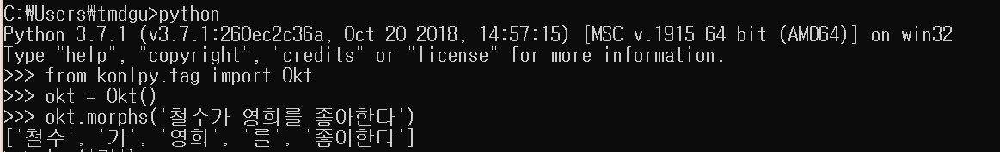 C:₩Users₩tmdgu>python
Python 3.7.1 (v3.7.1:260ec2c36a, Oct 20 2018, 14:57:15) [MSC v.1915 64 bit (AMD64)] on win32
Type "help", "copyright", "credits" or "license" for more information.
>>> from konlpy.tag import Okt
>>> okt = Okt()
>>> okt.morphs('철수가 영희를 좋아한다')
['철수', '가', '영희', '를', '좋아한다']